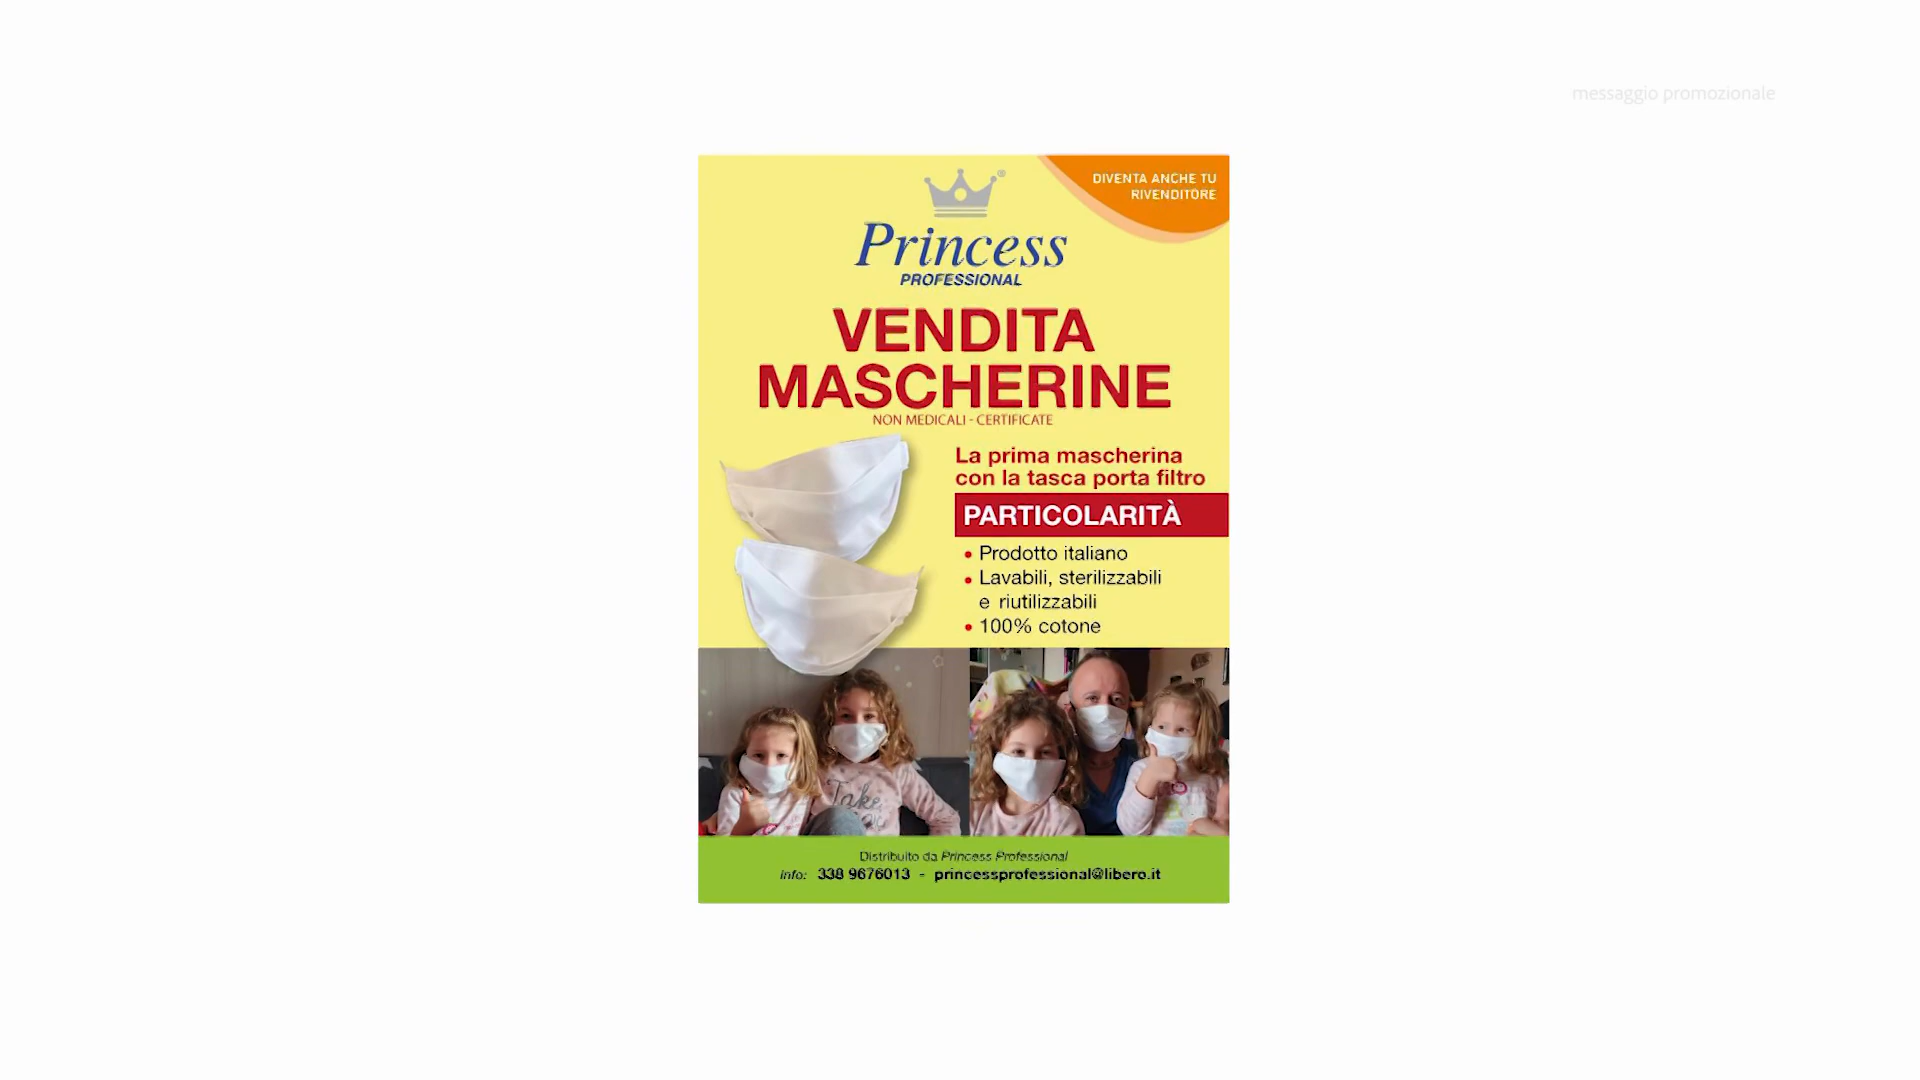 messaggio promozionale
DIVENTA ANCHE TU
RIVENDITORE
Princess
PROFESSIONAL
VENDITA
MASCHERINE
NON MEDICALI - CERTIFICATE
La prima mascherina
con la tasca porta filtro
PARTICOLARITÀ
• Prodotto italiano
• Lavabili, sterilizzabili
e riutilizzabili
• 100% cotone
Take
Distribuito da Princess Professional
info: 338 9676013 - princessprofessional@libero.it